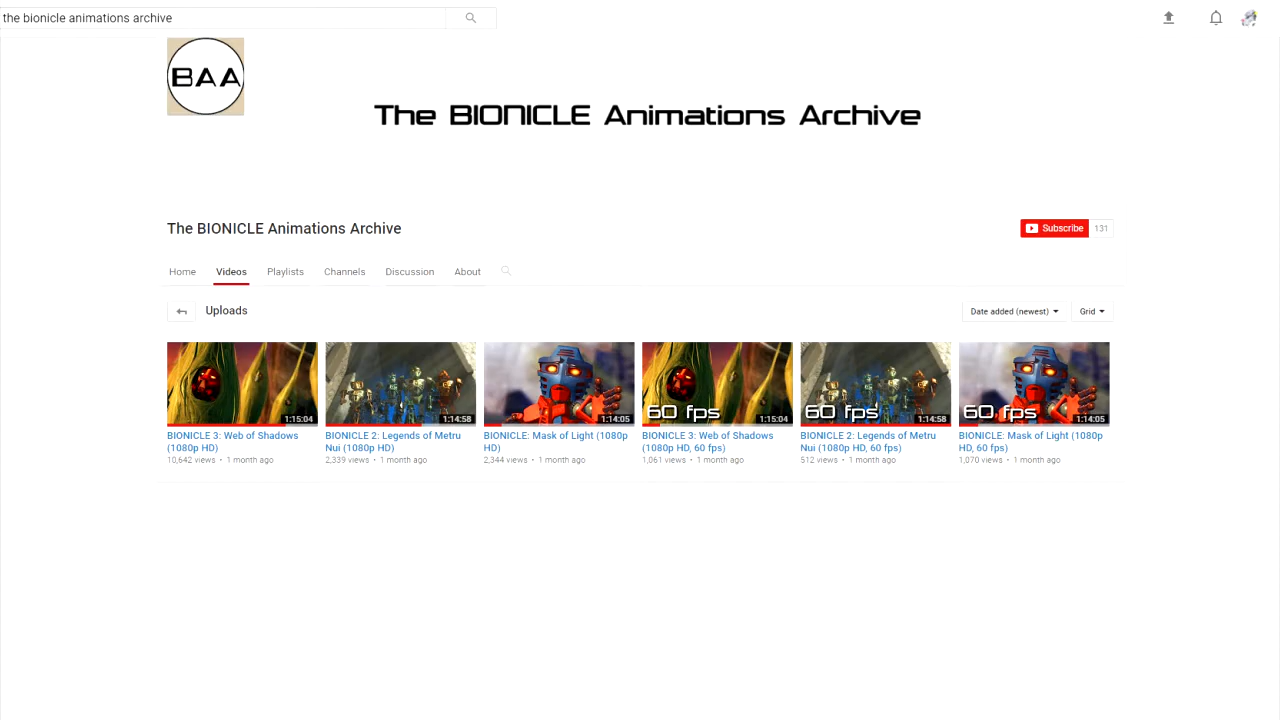 the bionicle animations archive
BAA
The BIONICLE Animations Archive
The BIONICLE Animations Archive
Subscribe 131
Home Videos Playlists Channels Discussion About
Uploads
Date added (newest) Grid
1:15:04
BIONICLE 3: Web of Shadows
(1080p HD)
10,642 views • 1 month ago
1:14:58
BIONICLE 2: Legends of Metru
Nui (1080p HD)
2,339 views • 1 month ago
1:14:05
BIONICLE: Mask of Light (1080p
HD)
2,344 views • 1 month ago
60 fps
1:15:04
BIONICLE 3: Web of Shadows
(1080p HD, 60 fps)
1,061 views • 1 month ago
60 fps
1:14:58
BIONICLE 2: Legends of Metru
Nui (1080p HD, 60 fps)
512 views • 1 month ago
60 fps
1:14:05
BIONICLE: Mask of Light (1080p
HD, 60 fps)
1,070 views • 1 month ago